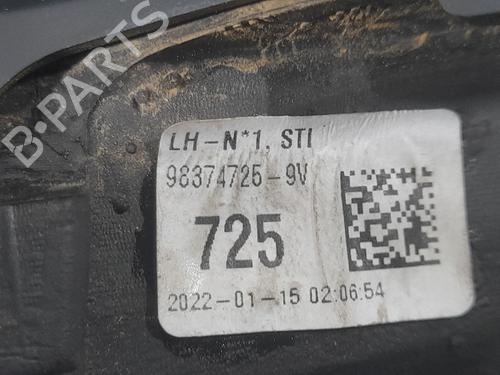 B-PARTS
LH-N*1, STI
98374725-9V
725
2022-01-15 02:06:54